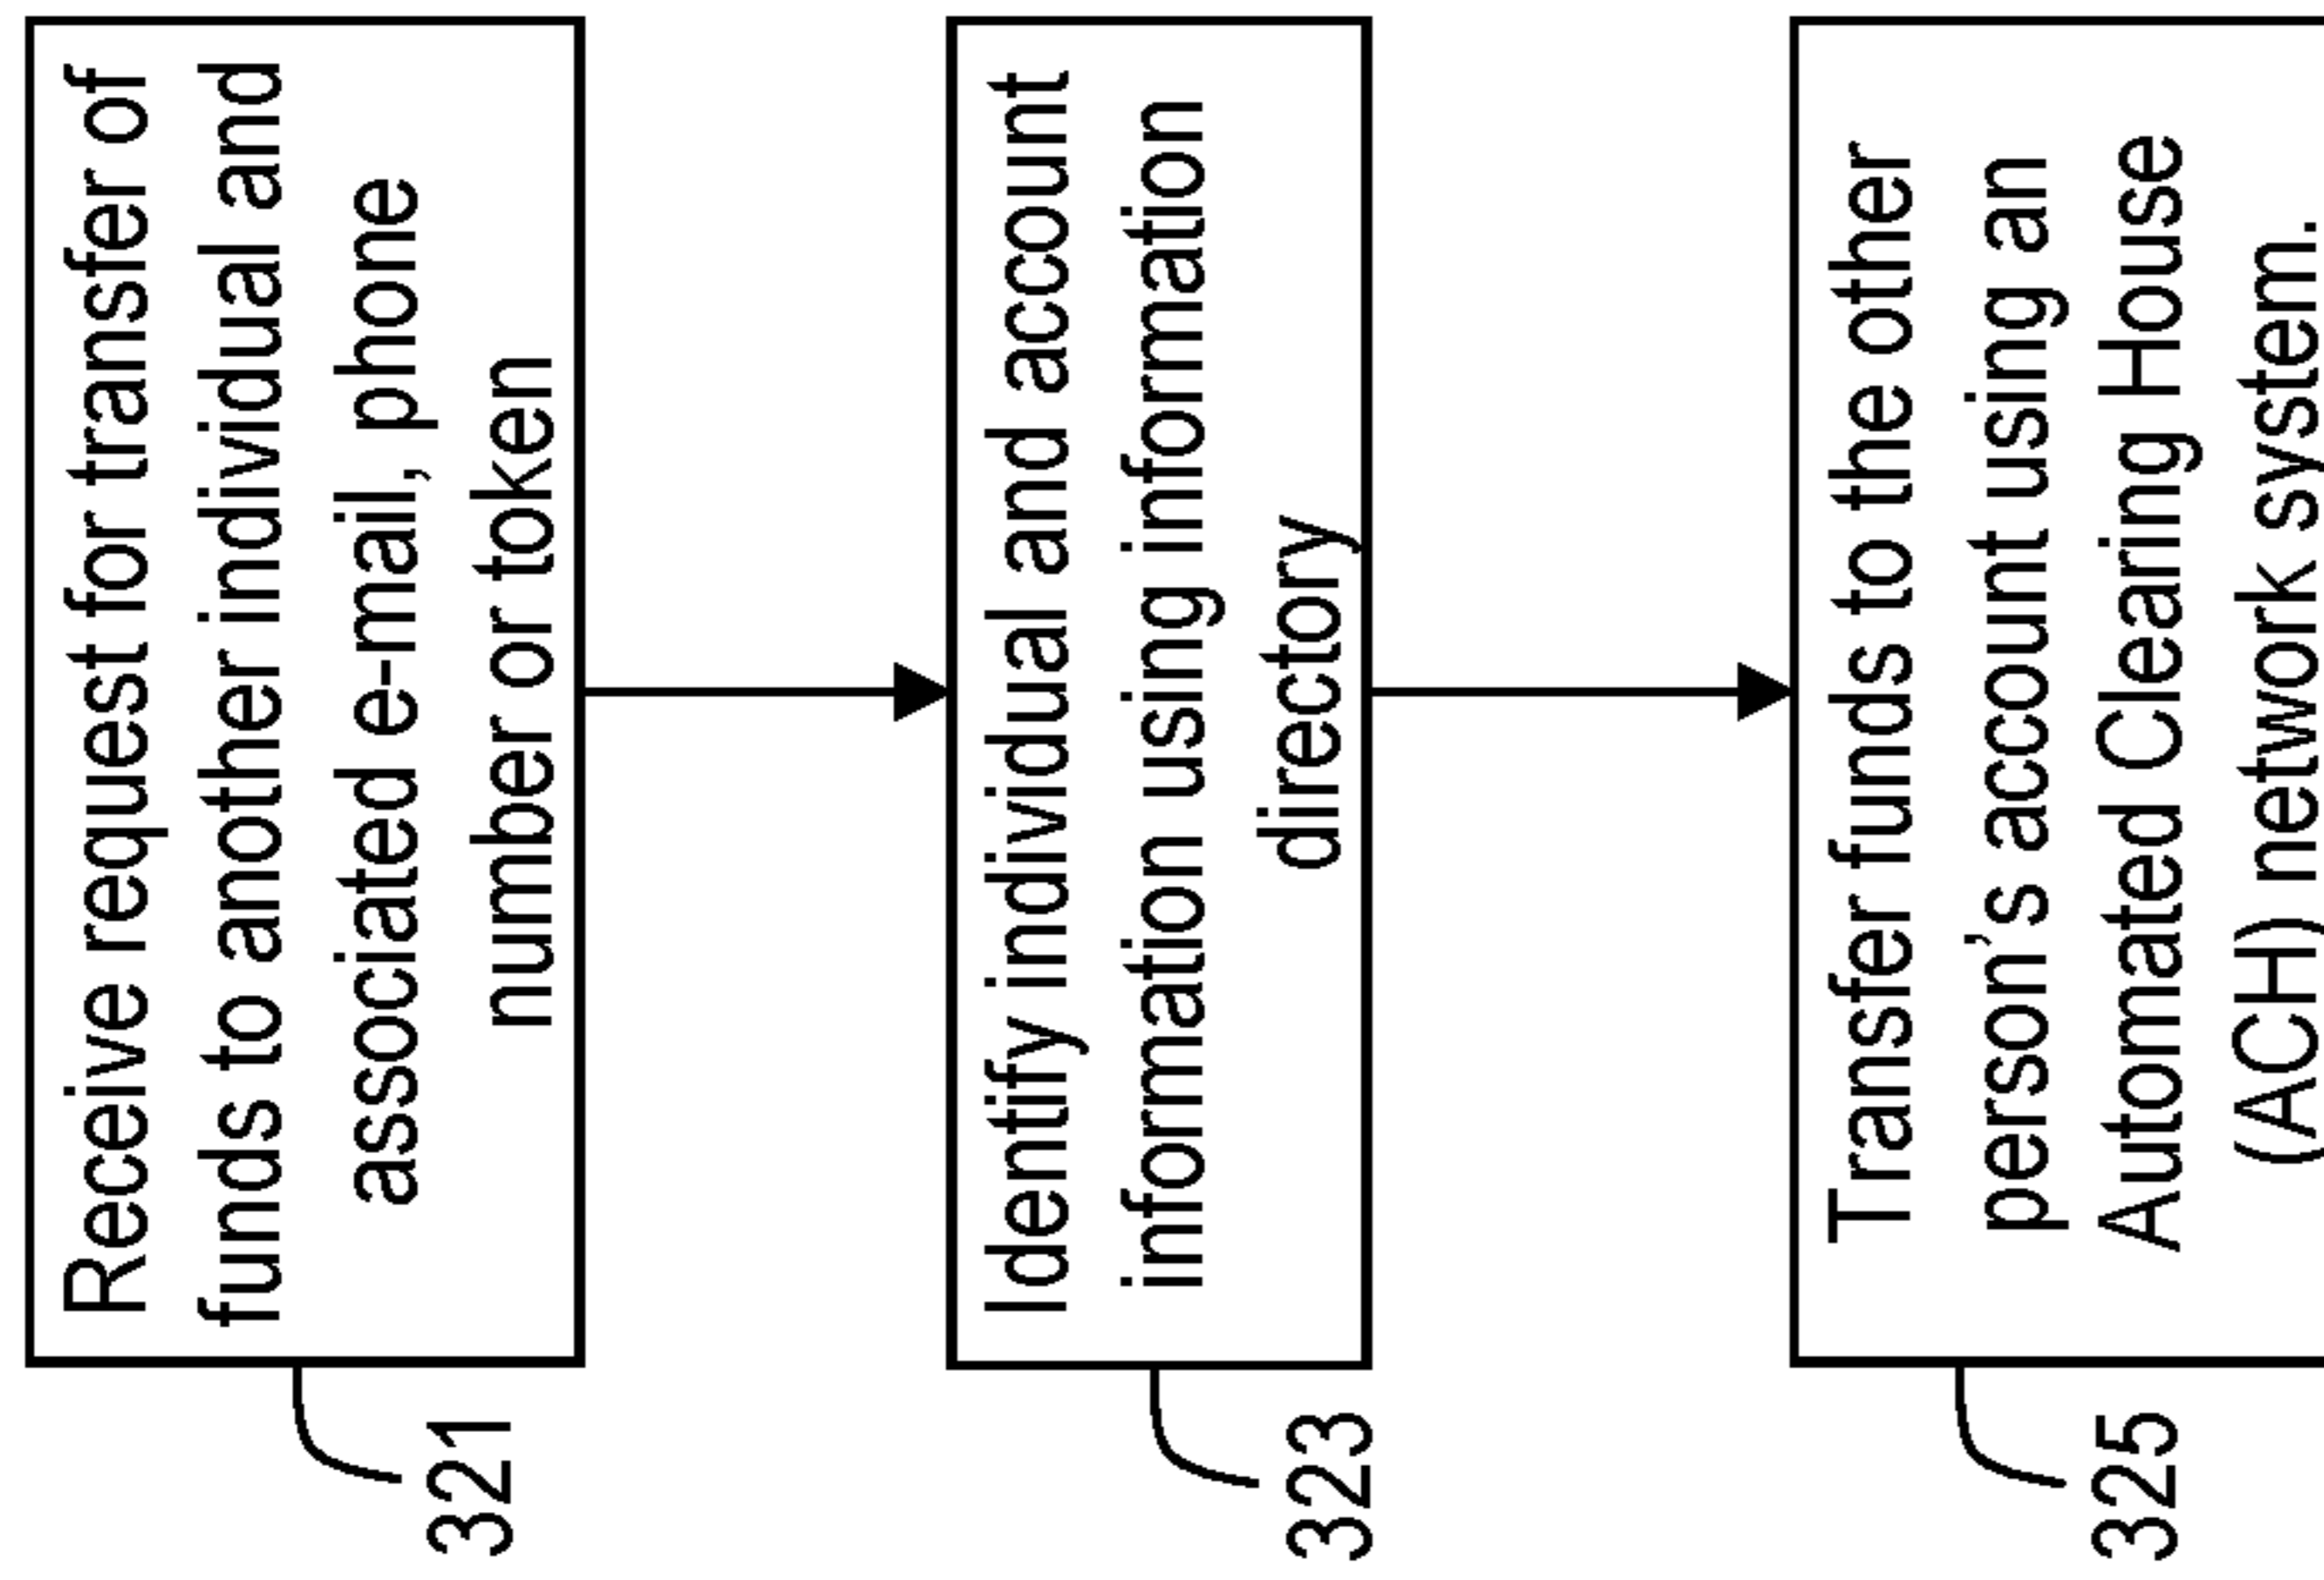 Receive request for transfer of
funds to another individual and
associated e-mail, phone
number or token
321
Identify individual and account
information using information
directory
323
Transfer funds to the other
person’s account using an
Automated Clearing House
(ACH) network system.
325